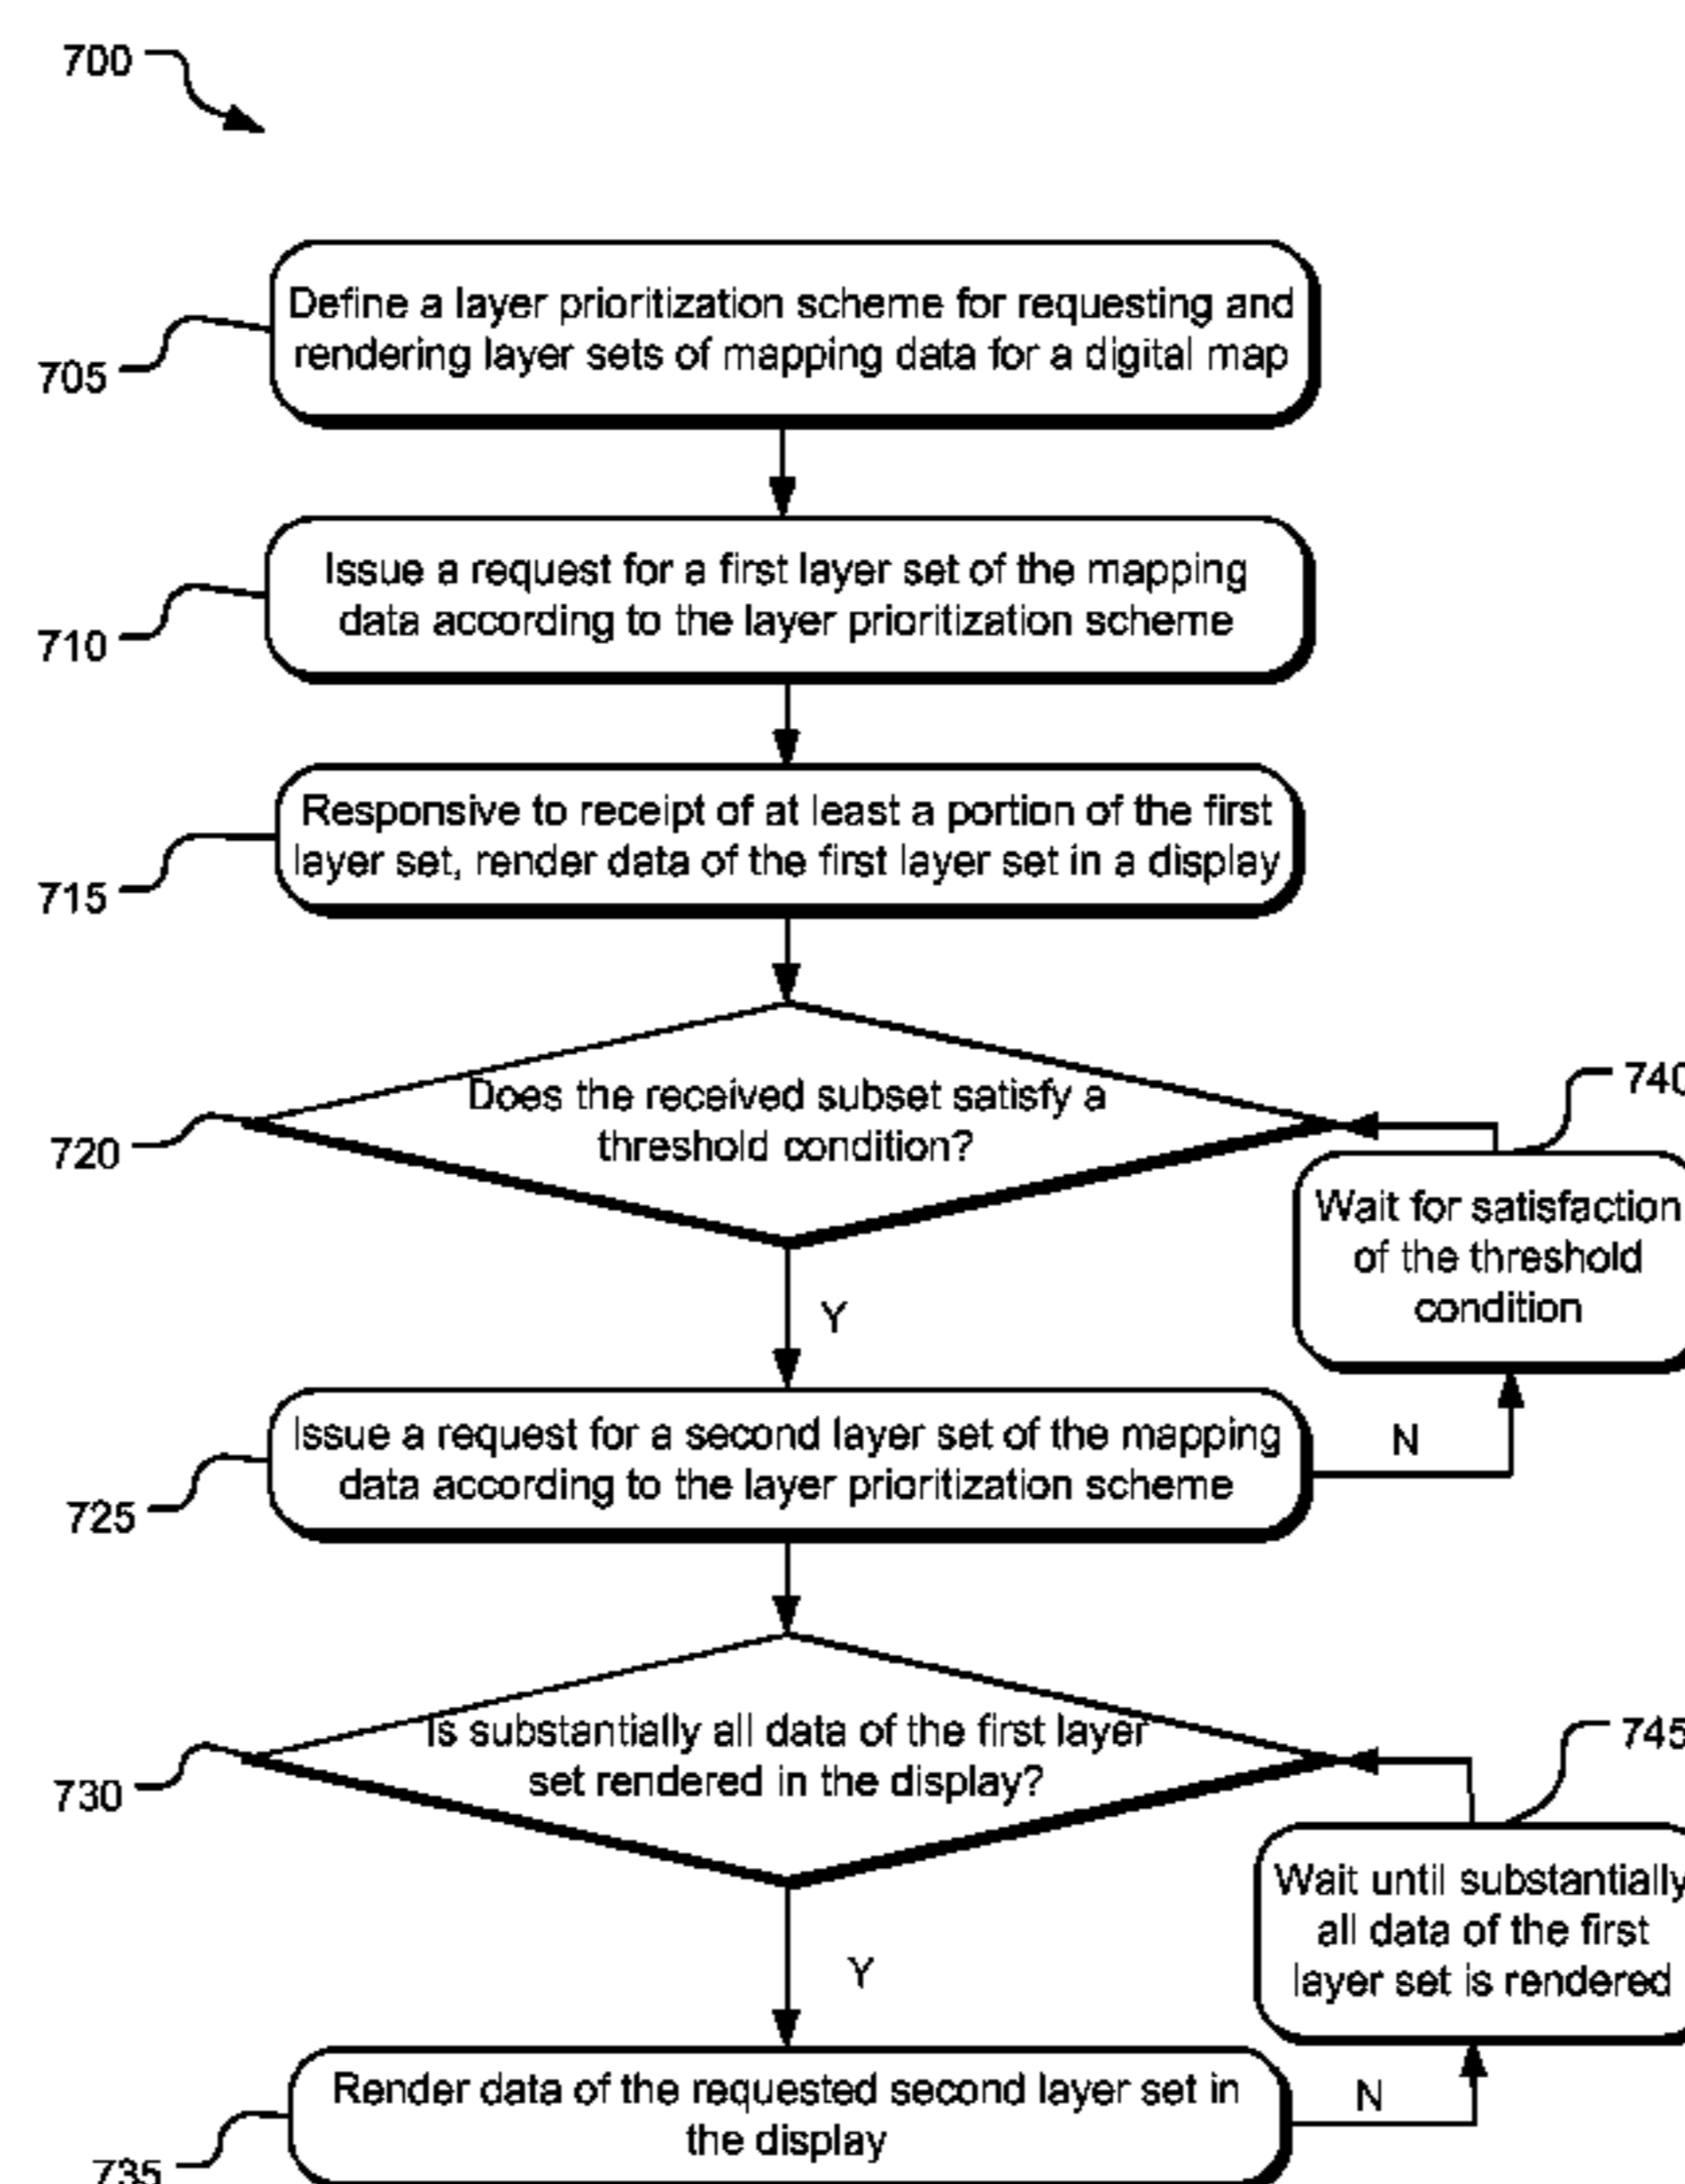 700
705
Define a layer prioritization scheme for requesting and
rendering layer sets of mapping data for a digital map
710
Issue a request for a first layer set of the mapping
data according to the layer prioritization scheme
715
Responsive to receipt of at least a portion of the first
layer set, render data of the first layer set in a display
720
Does the received subset satisfy a
threshold condition?
740
Wait for satisfaction
of the threshold
condition
Y
725
Issue a request for a second layer set of the mapping
data according to the layer prioritization scheme
N
730
Is substantially all data of the first layer
set rendered in the display?
745
Wait until substantially
all data of the first
layer set is rendered
Y
735
Render data of the requested second layer set in
the display
N